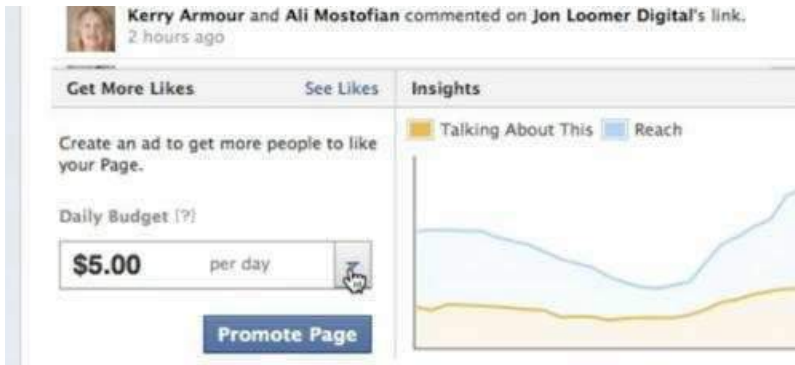 Kerry Armour and Ali Mostofian commented on Jon Loomer Digital's link.
2 hours ago
Get More Likes
See Likes
Insights
Talking About This
Reach
Create an ad to get more people to like
your Page.
Daily Budget [?]
$5.00 per day
Promote Page